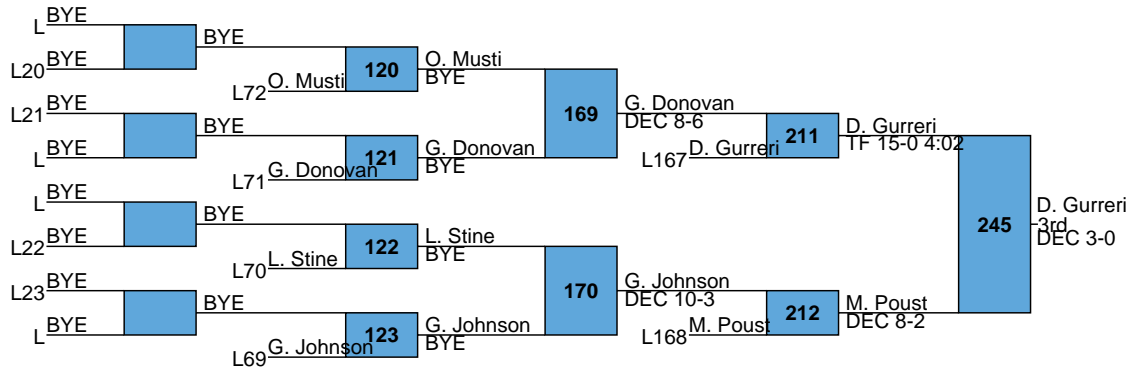 BYE
L
BYE
BYE
L20
O. Musti
120
O. Musti
BYE
L72
BYE
L21
BYE
169
G. Donovan
DEC 8-6
BYE
L
121
G. Donovan
BYE
G. Donovan
L71
211
D. Gurreri
TF 15-0 4:02
D. Gurreri
L167
BYE
L
BYE
BYE
L22
122
L. Stine
BYE
L. Stine
L70
245
D. Gurreri
3rd
DEC 3-0
BYE
L23
BYE
170
G. Johnson
DEC 10-3
BYE
L
123
G. Johnson
BYE
G. Johnson
L69
212
M. Poust
DEC 8-2
M. Poust
L168